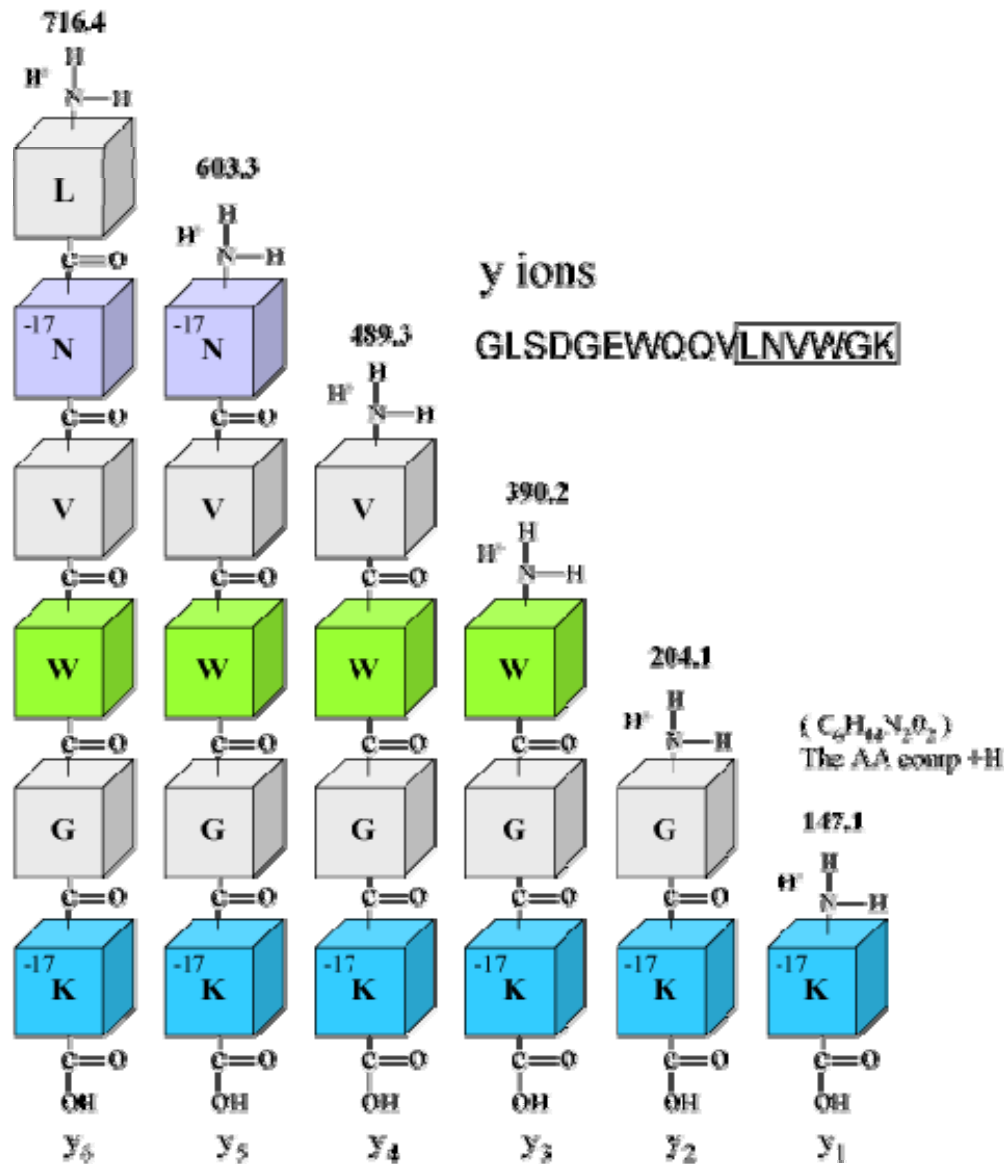 716.4
H
H⁺
N—H
L
C=O
-17
N
C=O
V
C=O
W
C=O
G
C=O
-17
K
C=O
OH
y₆
603.3
H
H⁺
N—H
-17
N
C=O
V
C=O
W
C=O
G
C=O
-17
K
C=O
OH
y₅
489.3
H
H⁺
N—H
V
C=O
W
C=O
G
C=O
-17
K
C=O
OH
y₄
y ions
GLSDGEWQQVLNVWGK
390.2
H
H⁺
N—H
W
C=O
G
C=O
-17
K
C=O
OH
y₃
204.1
H
H⁺
N—H
G
C=O
-17
K
C=O
OH
y₂
(C₆H₁₄N₂O₂)
The AA comp +H
147.1
H
H⁺
N—H
-17
K
C=O
OH
y₁